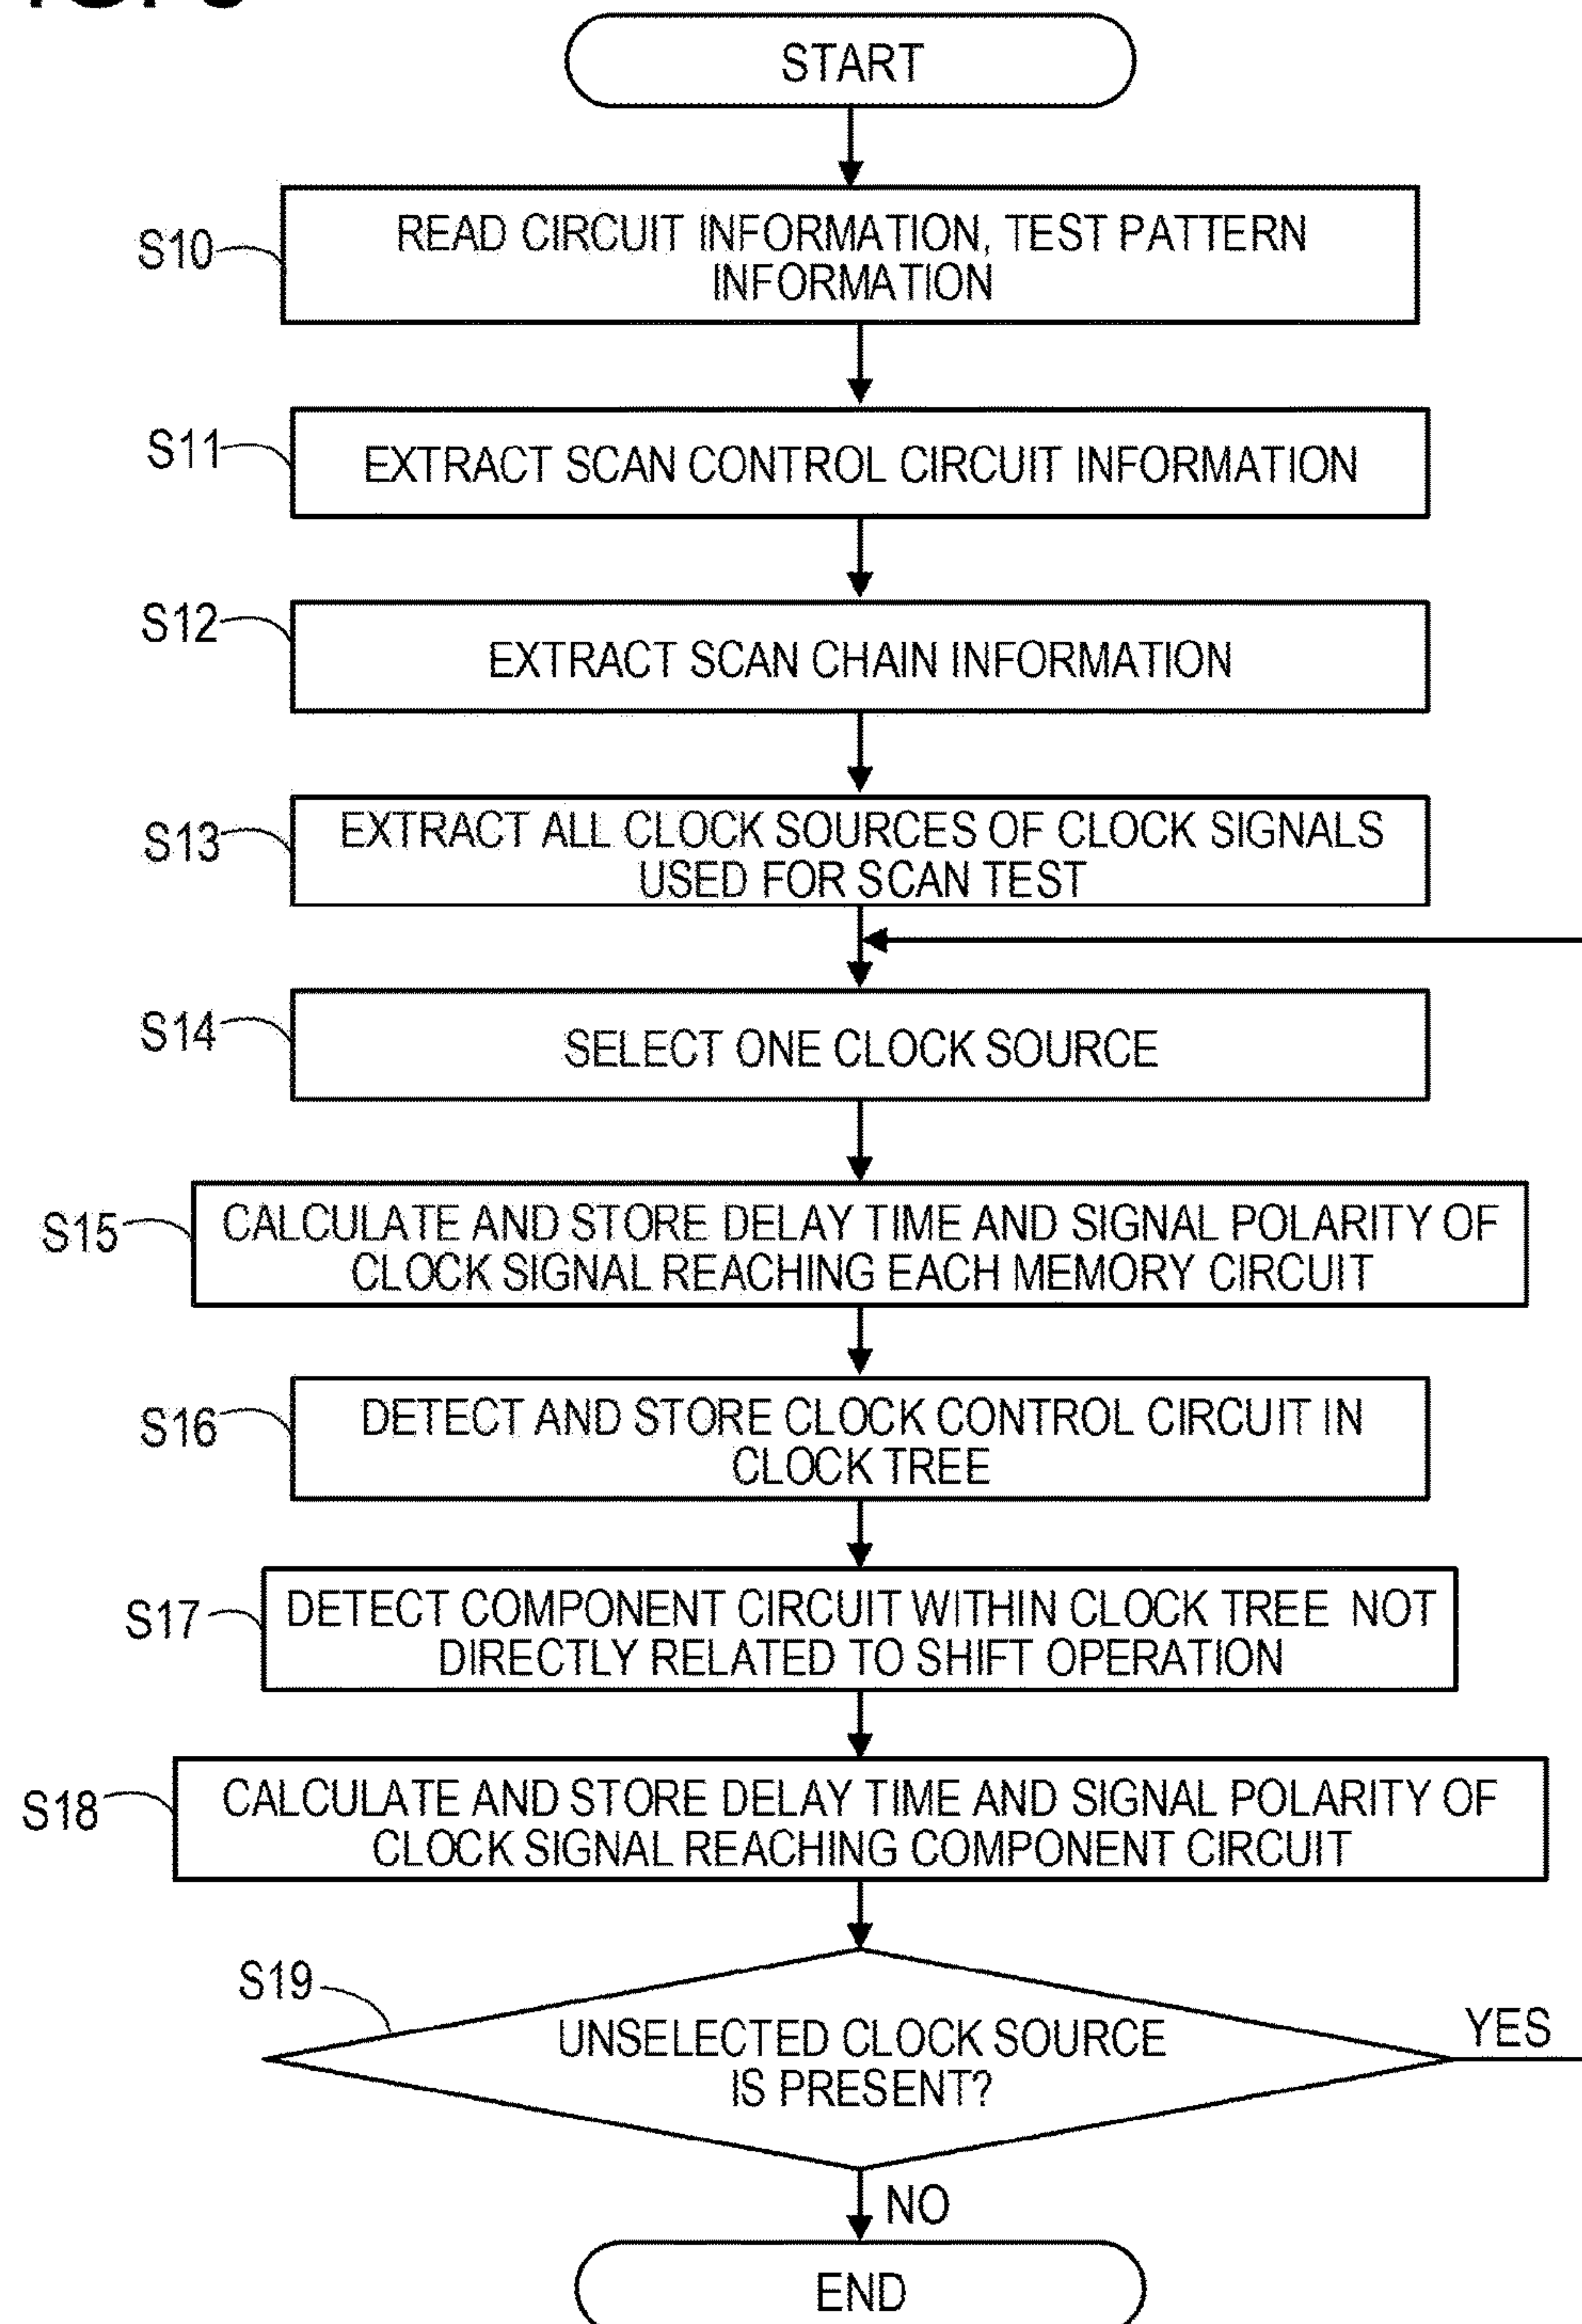 START
S10
READ CIRCUIT INFORMATION, TEST PATTERN
INFORMATION
S11
EXTRACT SCAN CONTROL CIRCUIT INFORMATION
S12
EXTRACT SCAN CHAIN INFORMATION
S13
EXTRACT ALL CLOCK SOURCES OF CLOCK SIGNALS
USED FOR SCAN TEST
S14
SELECT ONE CLOCK SOURCE
S15
CALCULATE AND STORE DELAY TIME AND SIGNAL POLARITY OF
CLOCK SIGNAL REACHING EACH MEMORY CIRCUIT
S16
DETECT AND STORE CLOCK CONTROL CIRCUIT IN
CLOCK TREE
S17
DETECT COMPONENT CIRCUIT WITHIN CLOCK TREE NOT
DIRECTLY RELATED TO SHIFT OPERATION
S18
CALCULATE AND STORE DELAY TIME AND SIGNAL POLARITY OF
CLOCK SIGNAL REACHING COMPONENT CIRCUIT
S19
UNSELECTED CLOCK SOURCE
IS PRESENT?
YES
NO
END